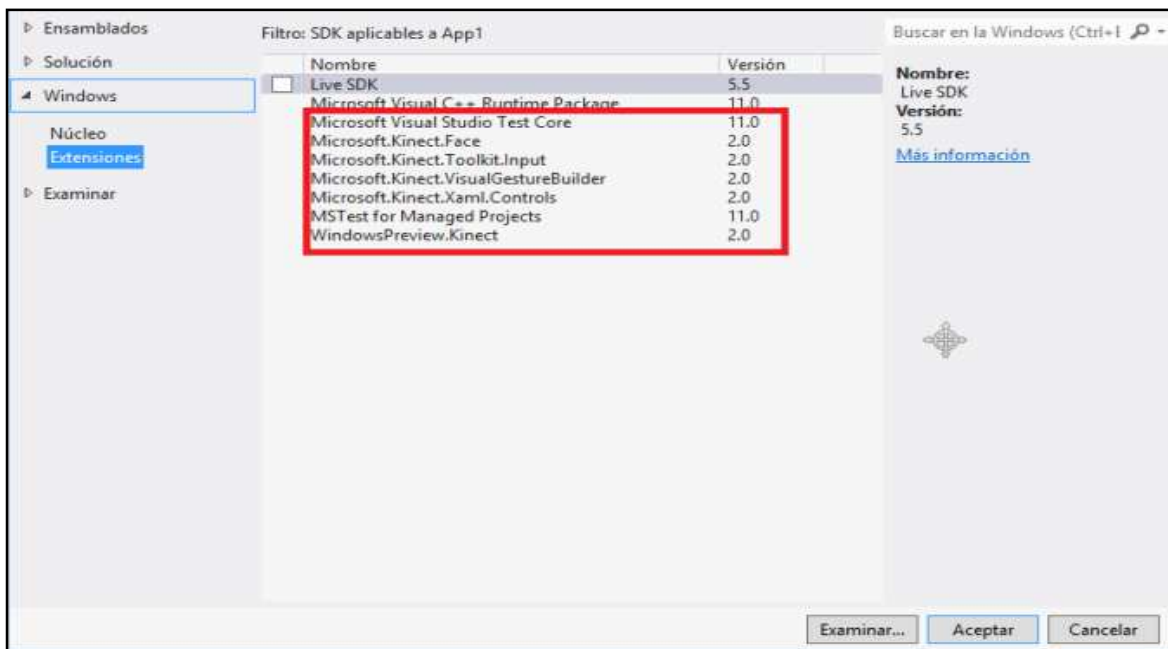 Ensamblados
Solución
Windows
Núcleo
Extensiones
Examinar
Filtro: SDK aplicables a App1
Nombre Versión
Live SDK 5.5
Microsoft Visual C++ Runtime Package 11.0
Microsoft Visual Studio Test Core 11.0
Microsoft.Kinect.Face 2.0
Microsoft.Kinect.Toolkit.Input 2.0
Microsoft.Kinect.VisualGestureBuilder 2.0
Microsoft.Kinect.Xaml.Controls 2.0
MSTest for Managed Projects 11.0
WindowsPreview.Kinect 2.0
Buscar en la Windows (Ctrl+E
Nombre:
Live SDK
Versión:
5.5
Más información
Examinar... Aceptar Cancelar